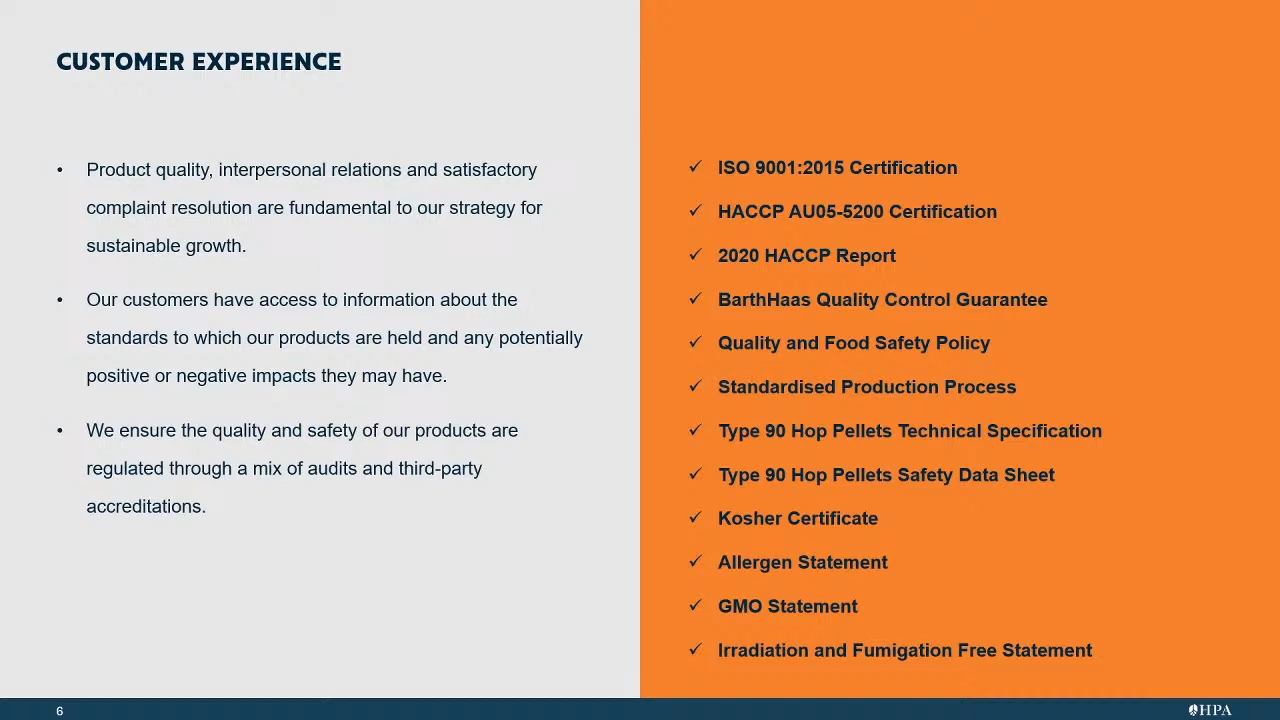 CUSTOMER EXPERIENCE
• Product quality, interpersonal relations and satisfactory
complaint resolution are fundamental to our strategy for
sustainable growth.
• Our customers have access to information about the
standards to which our products are held and any potentially
positive or negative impacts they may have.
• We ensure the quality and safety of our products are
regulated through a mix of audits and third-party
accreditations.
✓ ISO 9001:2015 Certification
✓ HACCP AU05-5200 Certification
✓ 2020 HACCP Report
✓ BarthHaas Quality Control Guarantee
✓ Quality and Food Safety Policy
✓ Standardised Production Process
✓ Type 90 Hop Pellets Technical Specification
✓ Type 90 Hop Pellets Safety Data Sheet
✓ Kosher Certificate
✓ Allergen Statement
✓ GMO Statement
✓ Irradiation and Fumigation Free Statement
6
HPA